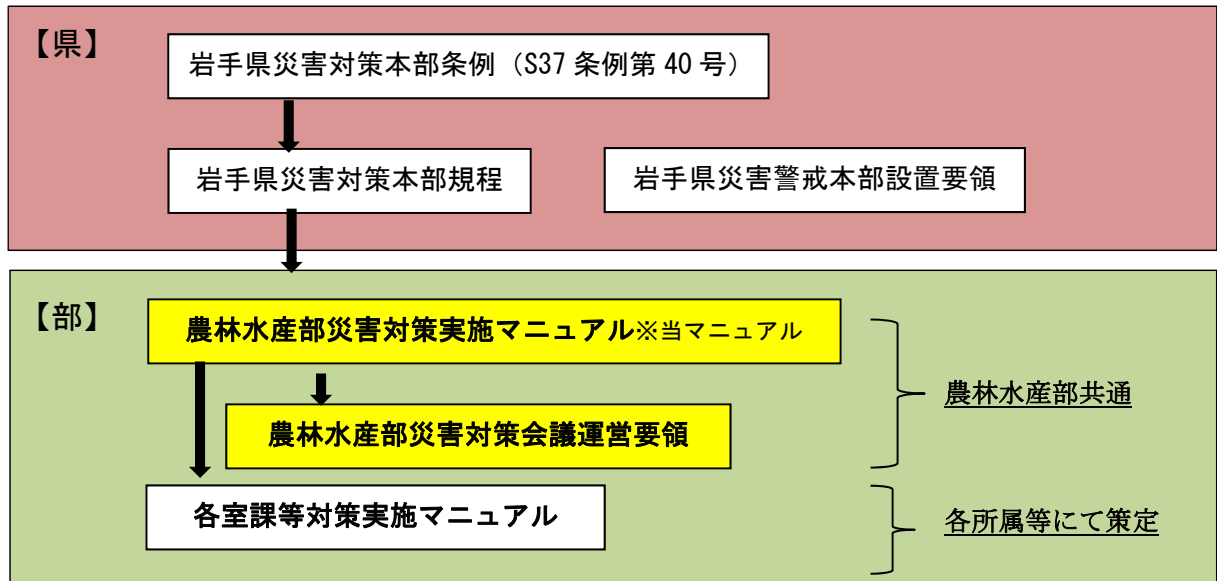 【県】
岩手県災害対策本部条例（S37 条例第 40 号）
岩手県災害対策本部規程
岩手県災害警戒本部設置要領
【部】
農林水産部災害対策実施マニュアル※当マニュアル
農林水産部共通
農林水産部災害対策会議運営要領
各室課等対策実施マニュアル
各所属等にて策定